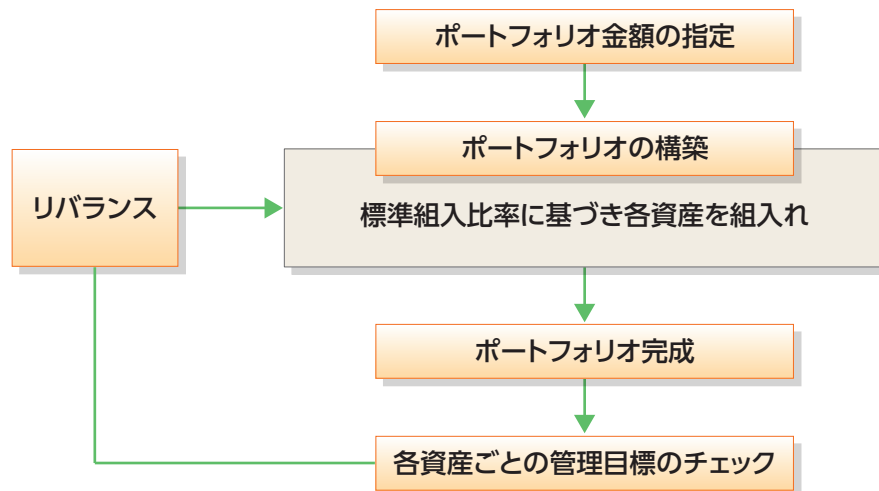 ポートフォリオ金額の指定
ポートフォリオの構築
リバランス
標準組入比率に基づき各資産を組入れ
ポートフォリオ完成
各資産ごとの管理目標のチェック